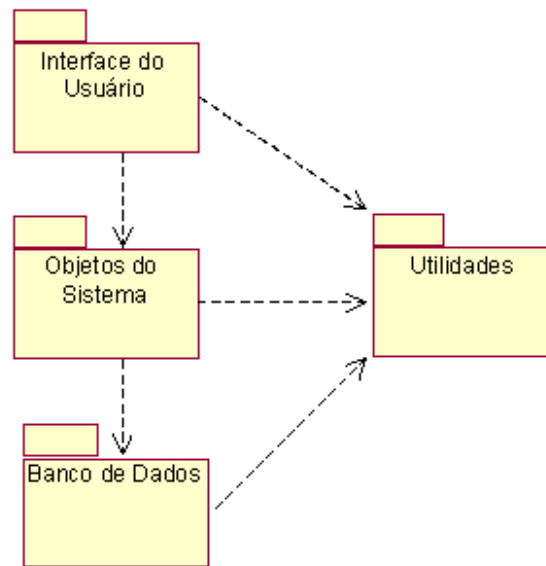 Interface do
Usuário
Objetos do
Sistema
Utilidades
Banco de Dados